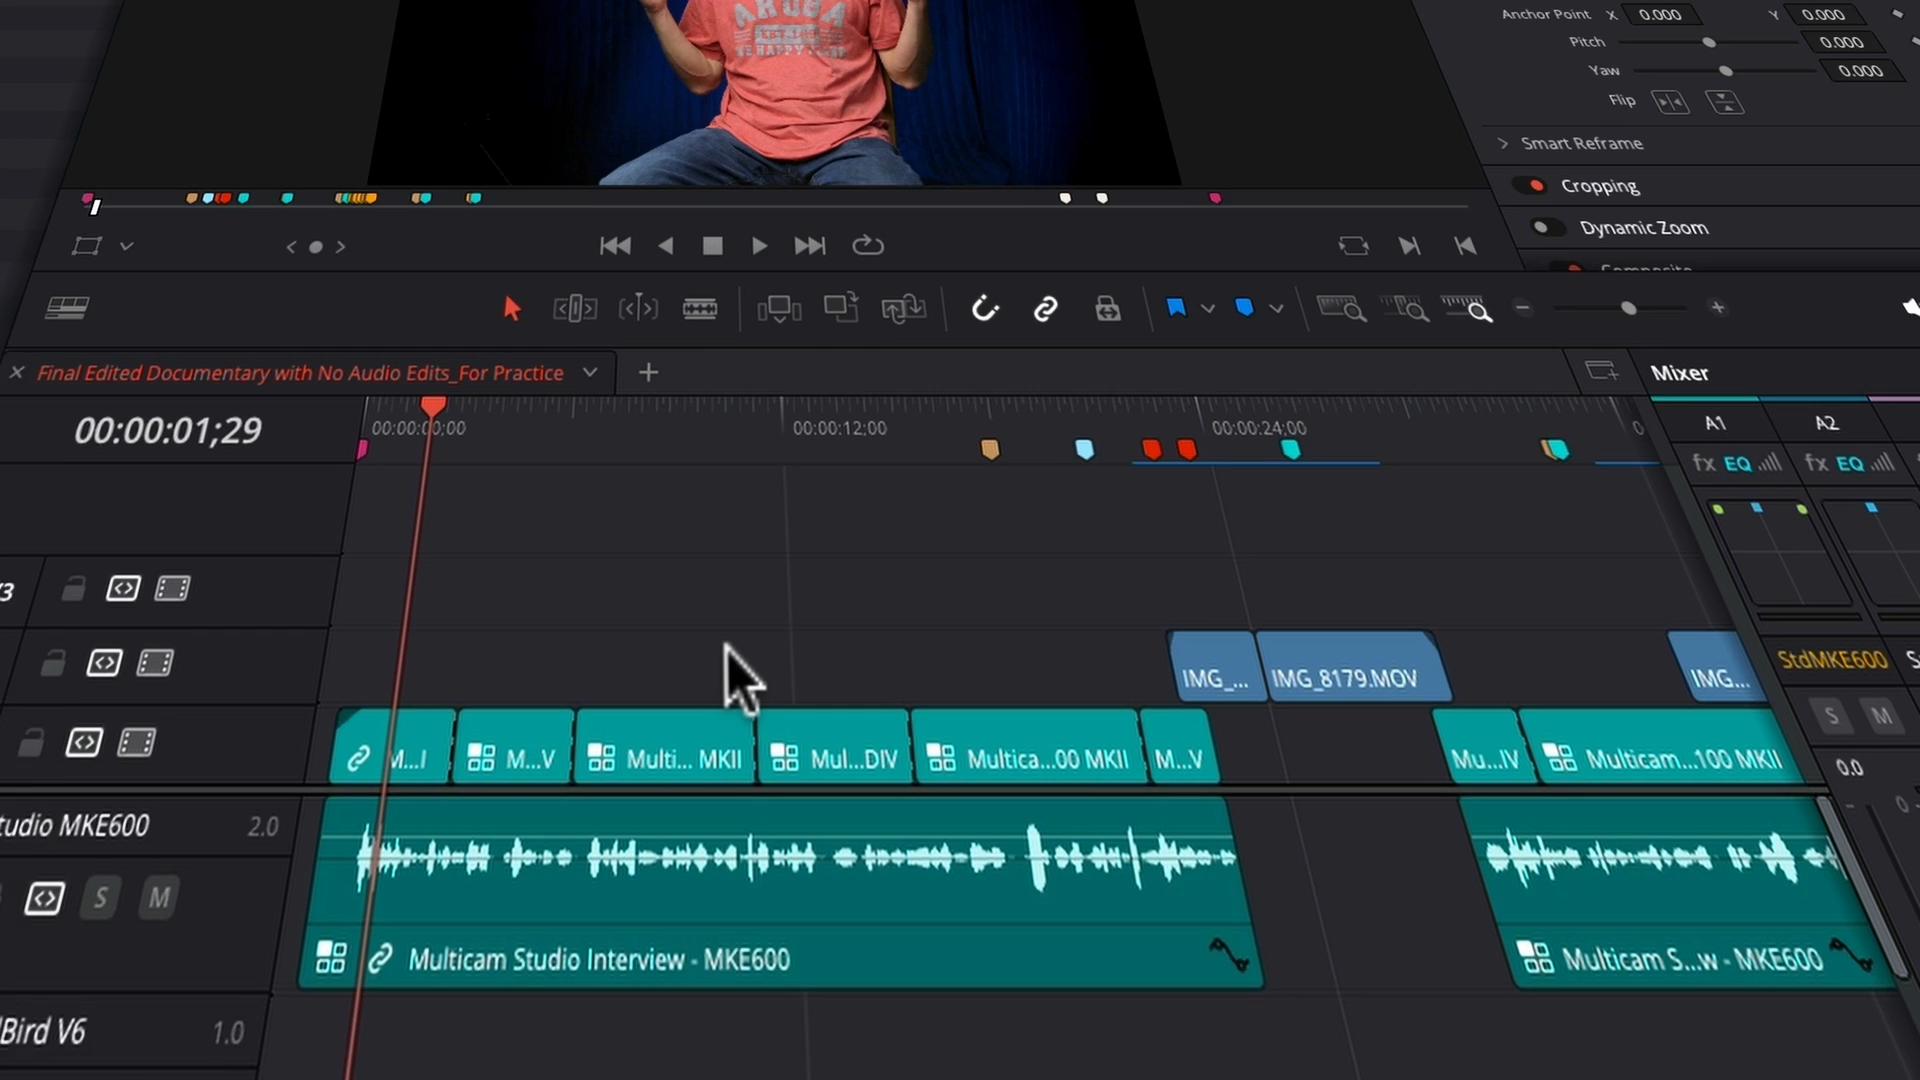 ARUBA
Anchor Point X 0.000 Y 0.000
Pitch 0.000
Yaw 0.000
Flip
Smart Reframe
Cropping
Dynamic Zoom
Composite
Final Edited Documentary with No Audio Edits_For Practice
Mixer
00:00:01;29
00:00:00;00
00:00:12;00
00:00:24;00
0
A1 A2
fx EQ fx EQ
IMG_...
IMG_8179.MOV
IMG...
StdMKE600
S M
M...I
M...V
Multi... MKII
Mul...DIV
Multica...00 MKII
M...V
Mu...IV
Multicam...100 MKII
0.0
0
tudio MKE600 2.0
S M
Multicam Studio Interview - MKE600
Multicam S...w - MKE600
Bird V6 1.0